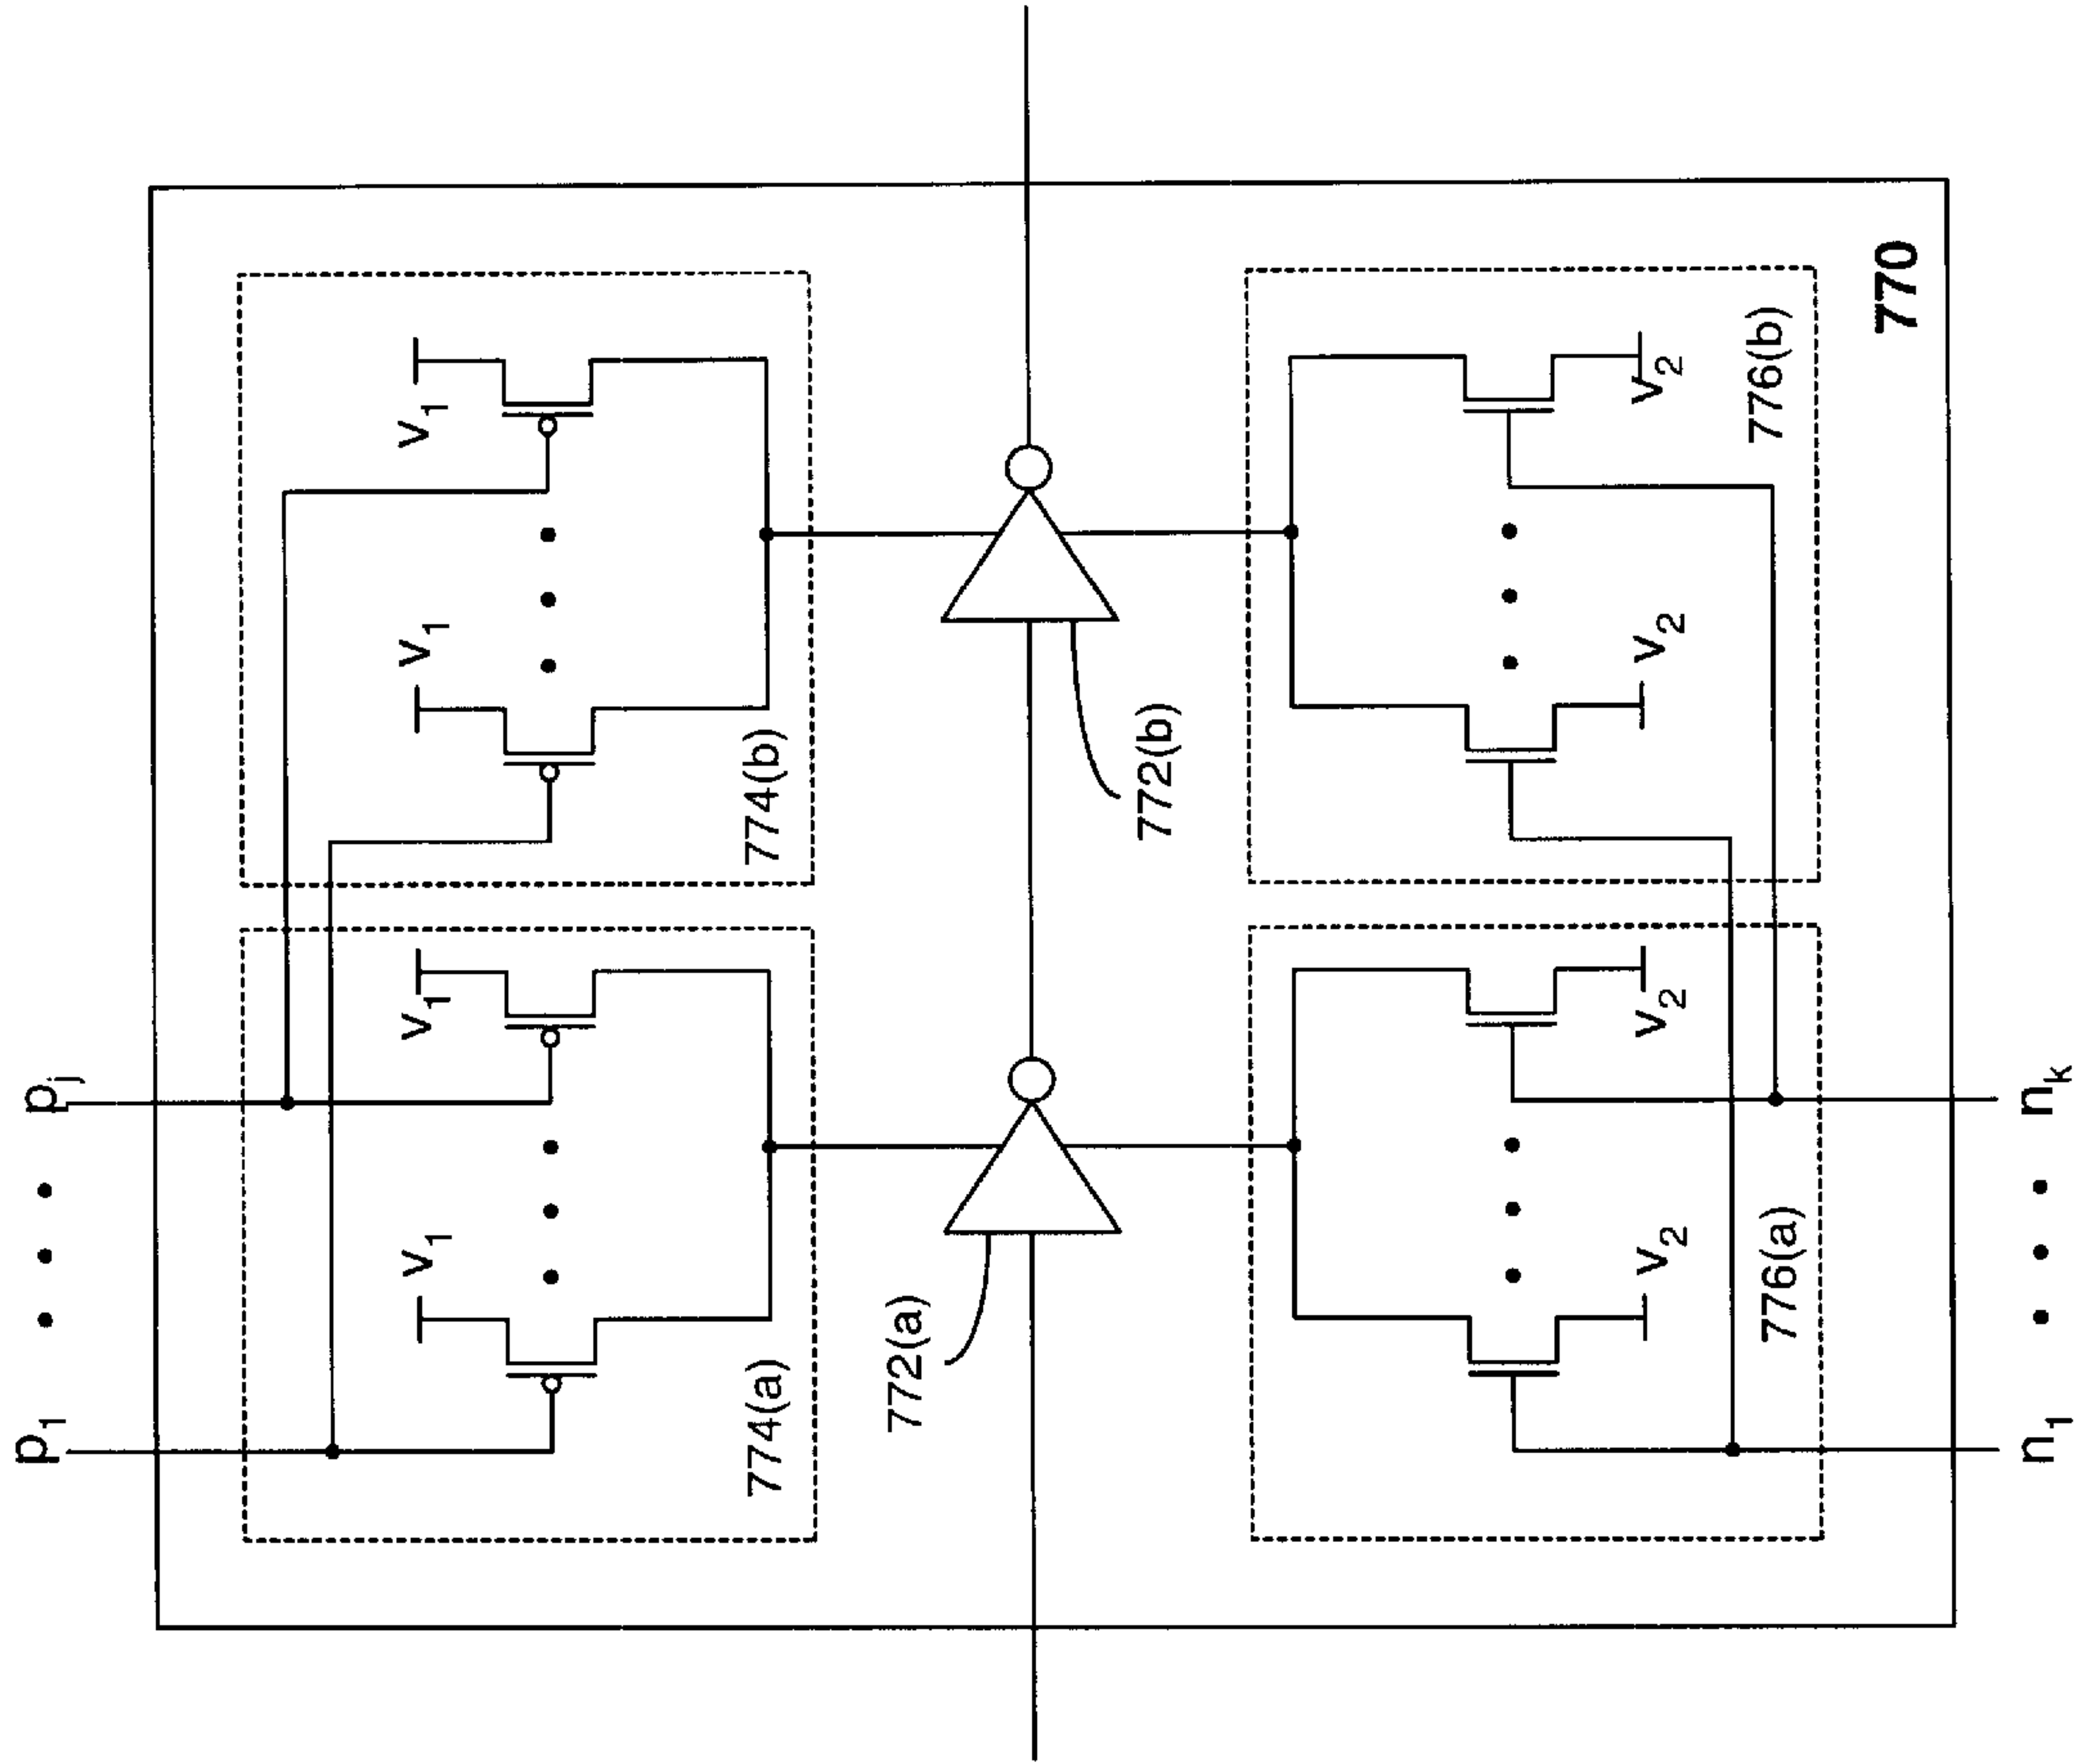 p1 • • • pj
V1 V1 V1 V1
774(a) 774(b)
772(a)
772(b)
V2 V2 V2 V2
776(a) 776(b)
770
n1 • • • nk